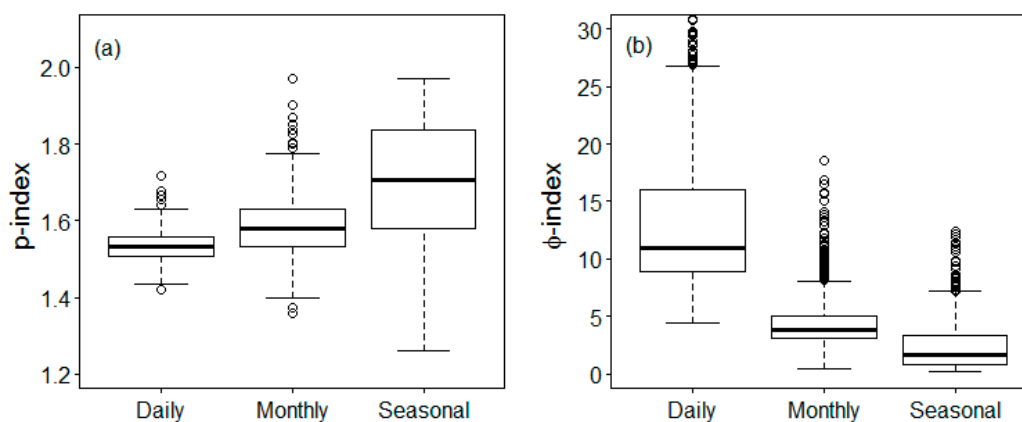 (a)
p-index
2.0
1.8
1.6
1.4
1.2
Daily Monthly Seasonal
(b)
ϕ-index
30
25
20
15
10
5
0
Daily Monthly Seasonal